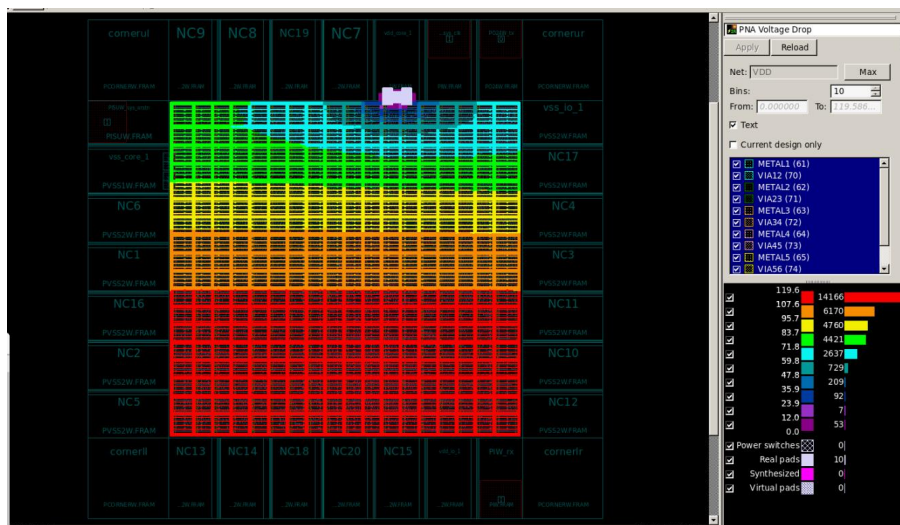 cornerul
NC9
NC8
NC19
NC7
cornerur
PCORNERW.FRAM
PCORNERW.FRAM
vss_io_1
PISUW.FRAM
PVSS2W.FRAM
vss_core_1
NC17
PVSS1W.FRAM
PVSS2W.FRAM
NC6
NC4
PVSS2W.FRAM
PVSS2W.FRAM
NC1
NC3
PVSS2W.FRAM
PVSS2W.FRAM
NC16
NC11
PVSS2W.FRAM
PVSS2W.FRAM
NC2
NC10
PVSS2W.FRAM
PVSS2W.FRAM
NC5
NC12
PVSS2W.FRAM
PVSS2W.FRAM
cornerll
NC13
NC14
NC18
NC20
NC15
PIW_rx
cornerlr
PCORNERW.FRAM
PCORNERW.FRAM
PNA Voltage Drop
Apply
Reload
Net:
VDD
Max
Bins:
10
From:
0.000000
To:
119.586...
Text
Current design only
METAL1 (61)
VIA12 (70)
METAL2 (62)
VIA23 (71)
METAL3 (63)
VIA34 (72)
METAL4 (64)
VIA45 (73)
METAL5 (65)
VIA56 (74)
119.6
14166
107.6
6170
95.7
4760
83.7
4421
71.8
2637
59.8
729
47.8
209
35.9
92
23.9
7
12.0
53
0.0
Power switches 0
Real pads 10
Synthesized 0
Virtual pads 0